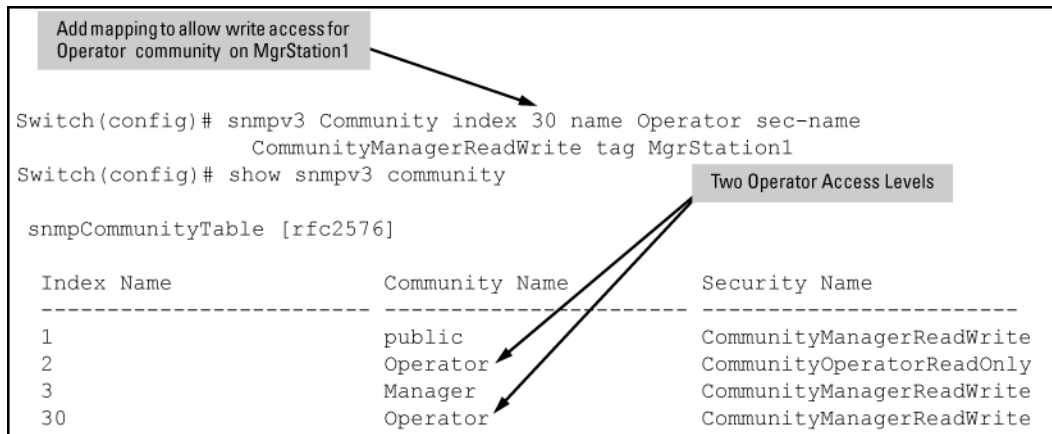 Add mapping to allow write access for
Operator community on MgrStation1
Switch(config)# snmpv3 Community index 30 name Operator sec-name
CommunityManagerReadWrite tag MgrStation1
Switch(config)# show snmpv3 community
Two Operator Access Levels
snmpCommunityTable [rfc2576]
Index Name Community Name Security Name
------------------------- ----------------------- ------------------------
1 public CommunityManagerReadWrite
2 Operator CommunityOperatorReadOnly
3 Manager CommunityManagerReadWrite
30 Operator CommunityManagerReadWrite